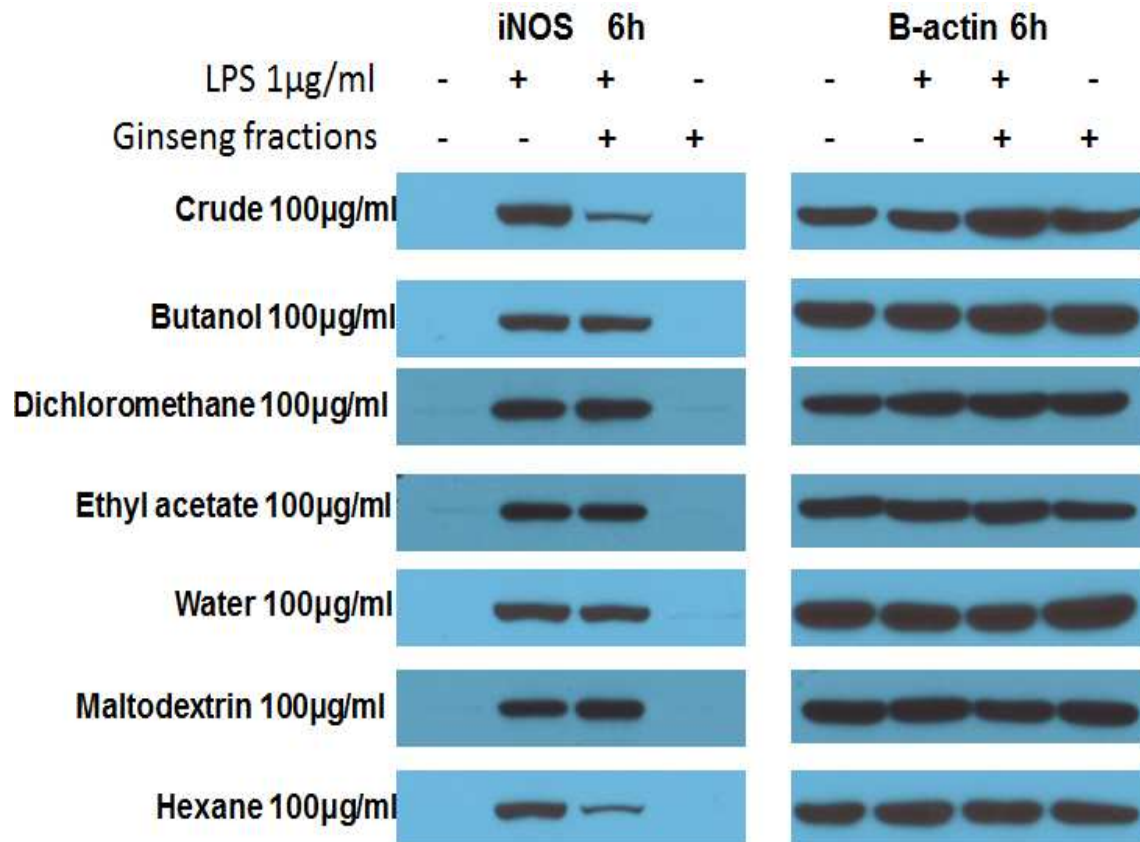 iNOS 6h B-actin 6h
LPS 1µg/ml - + + - - + + -
Ginseng fractions - - + + - - + +
Crude 100µg/ml
Butanol 100µg/ml
Dichloromethane 100µg/ml
Ethyl acetate 100µg/ml
Water 100µg/ml
Maltodextrin 100µg/ml
Hexane 100µg/ml